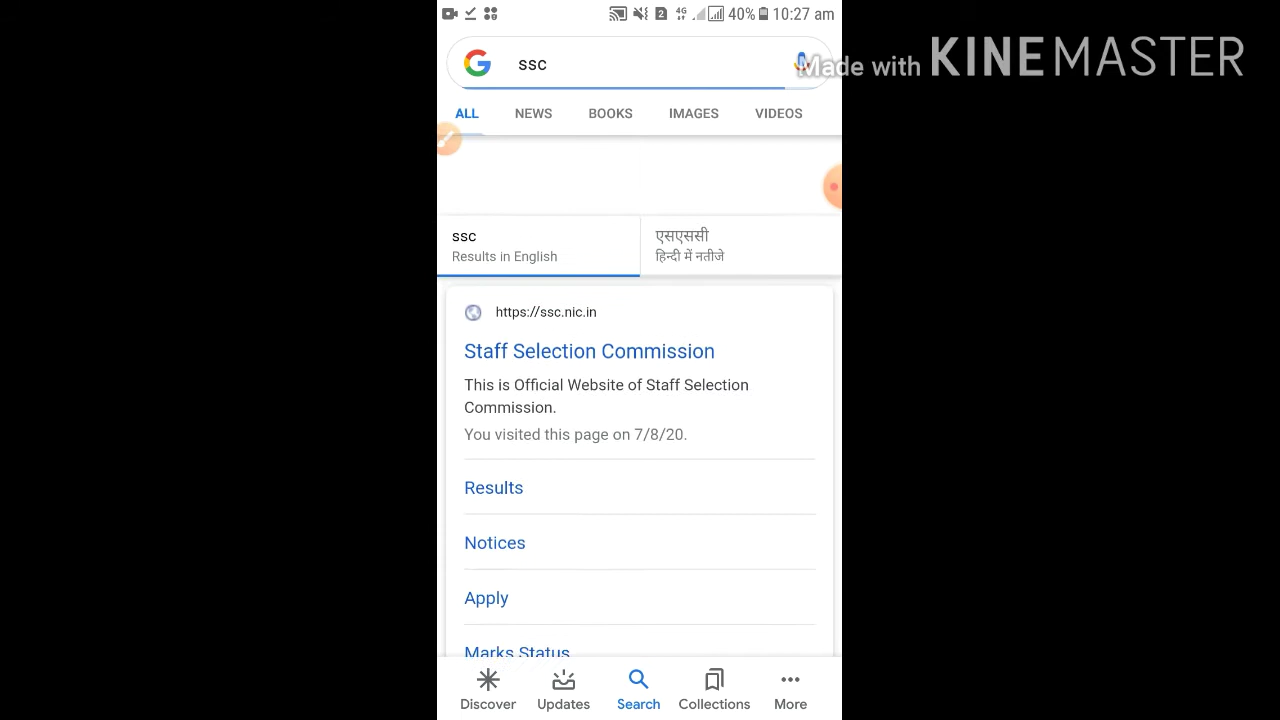 2 4G 40% 10:27 am
ssc
Made with KINEMASTER
ALL NEWS BOOKS IMAGES VIDEOS
ssc
Results in English
एसएससी
हिन्दी में नतीजे
https://ssc.nic.in
Staff Selection Commission
This is Official Website of Staff Selection
Commission.
You visited this page on 7/8/20.
Results
Notices
Apply
Marks Status
Discover Updates Search Collections More